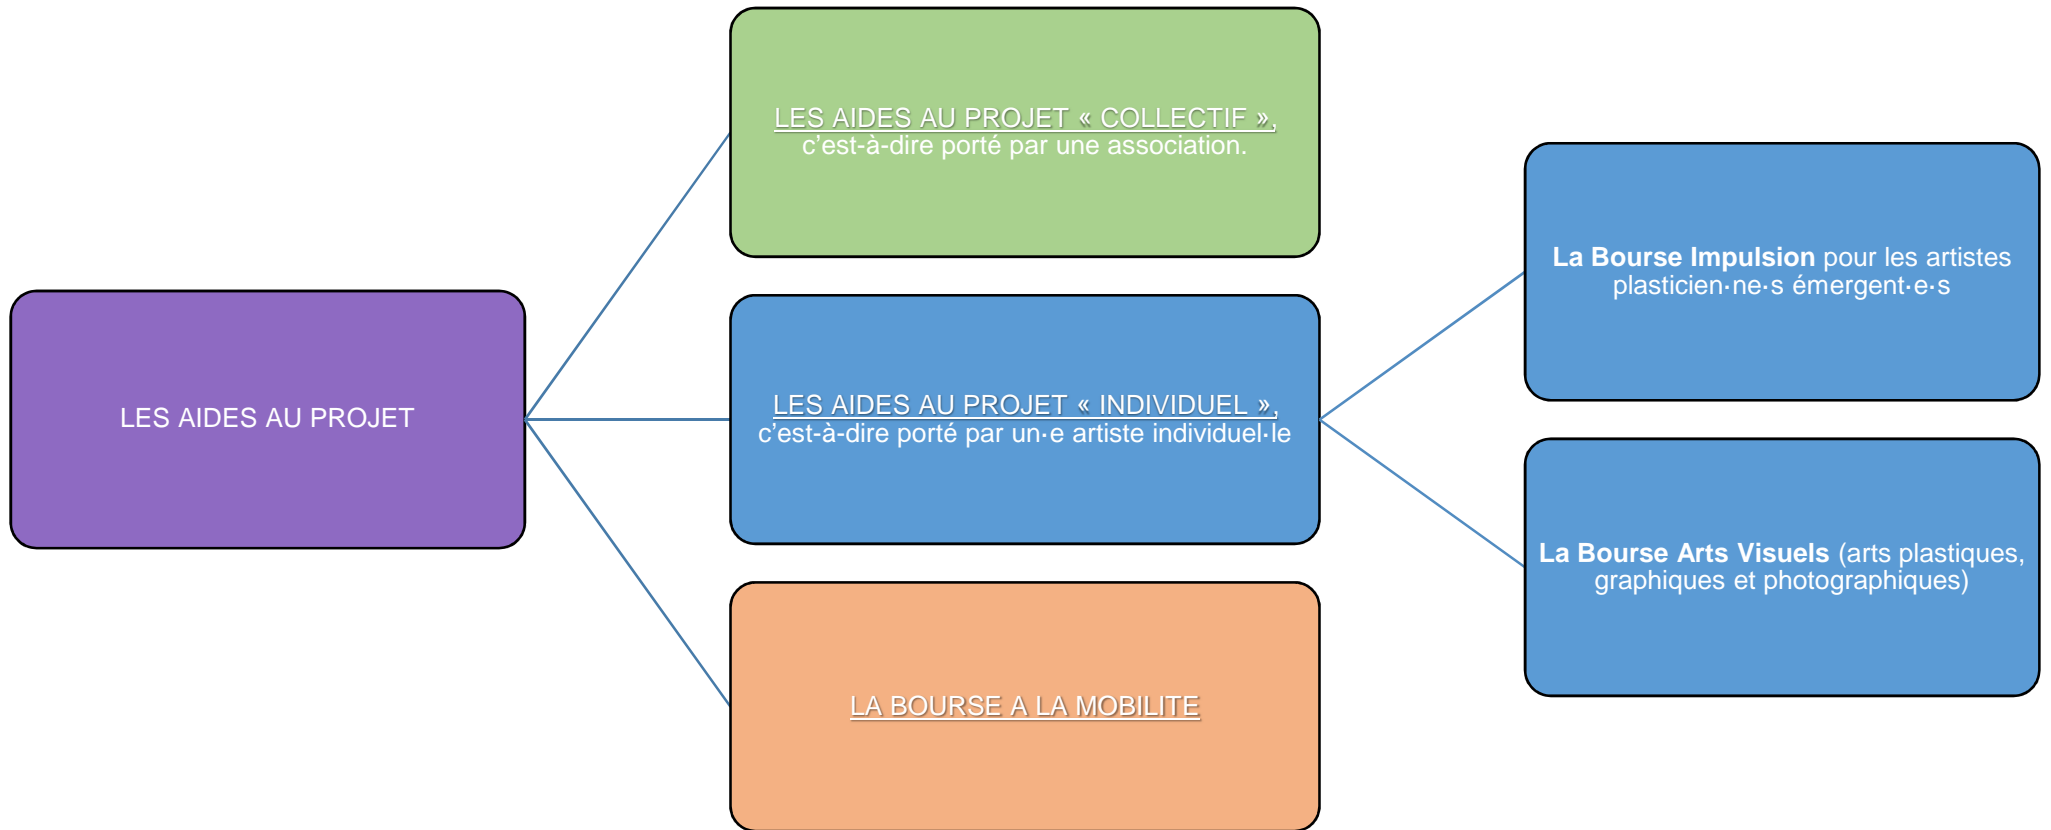 LES AIDES AU PROJET
LES AIDES AU PROJET « COLLECTIF »,
c’est-à-dire porté par une association.
LES AIDES AU PROJET « INDIVIDUEL »,
c’est-à-dire porté par un·e artiste individuel·le
LA BOURSE A LA MOBILITE
La Bourse Impulsion pour les artistes
plasticien·ne·s émergent·e·s
La Bourse Arts Visuels (arts plastiques,
graphiques et photographiques)